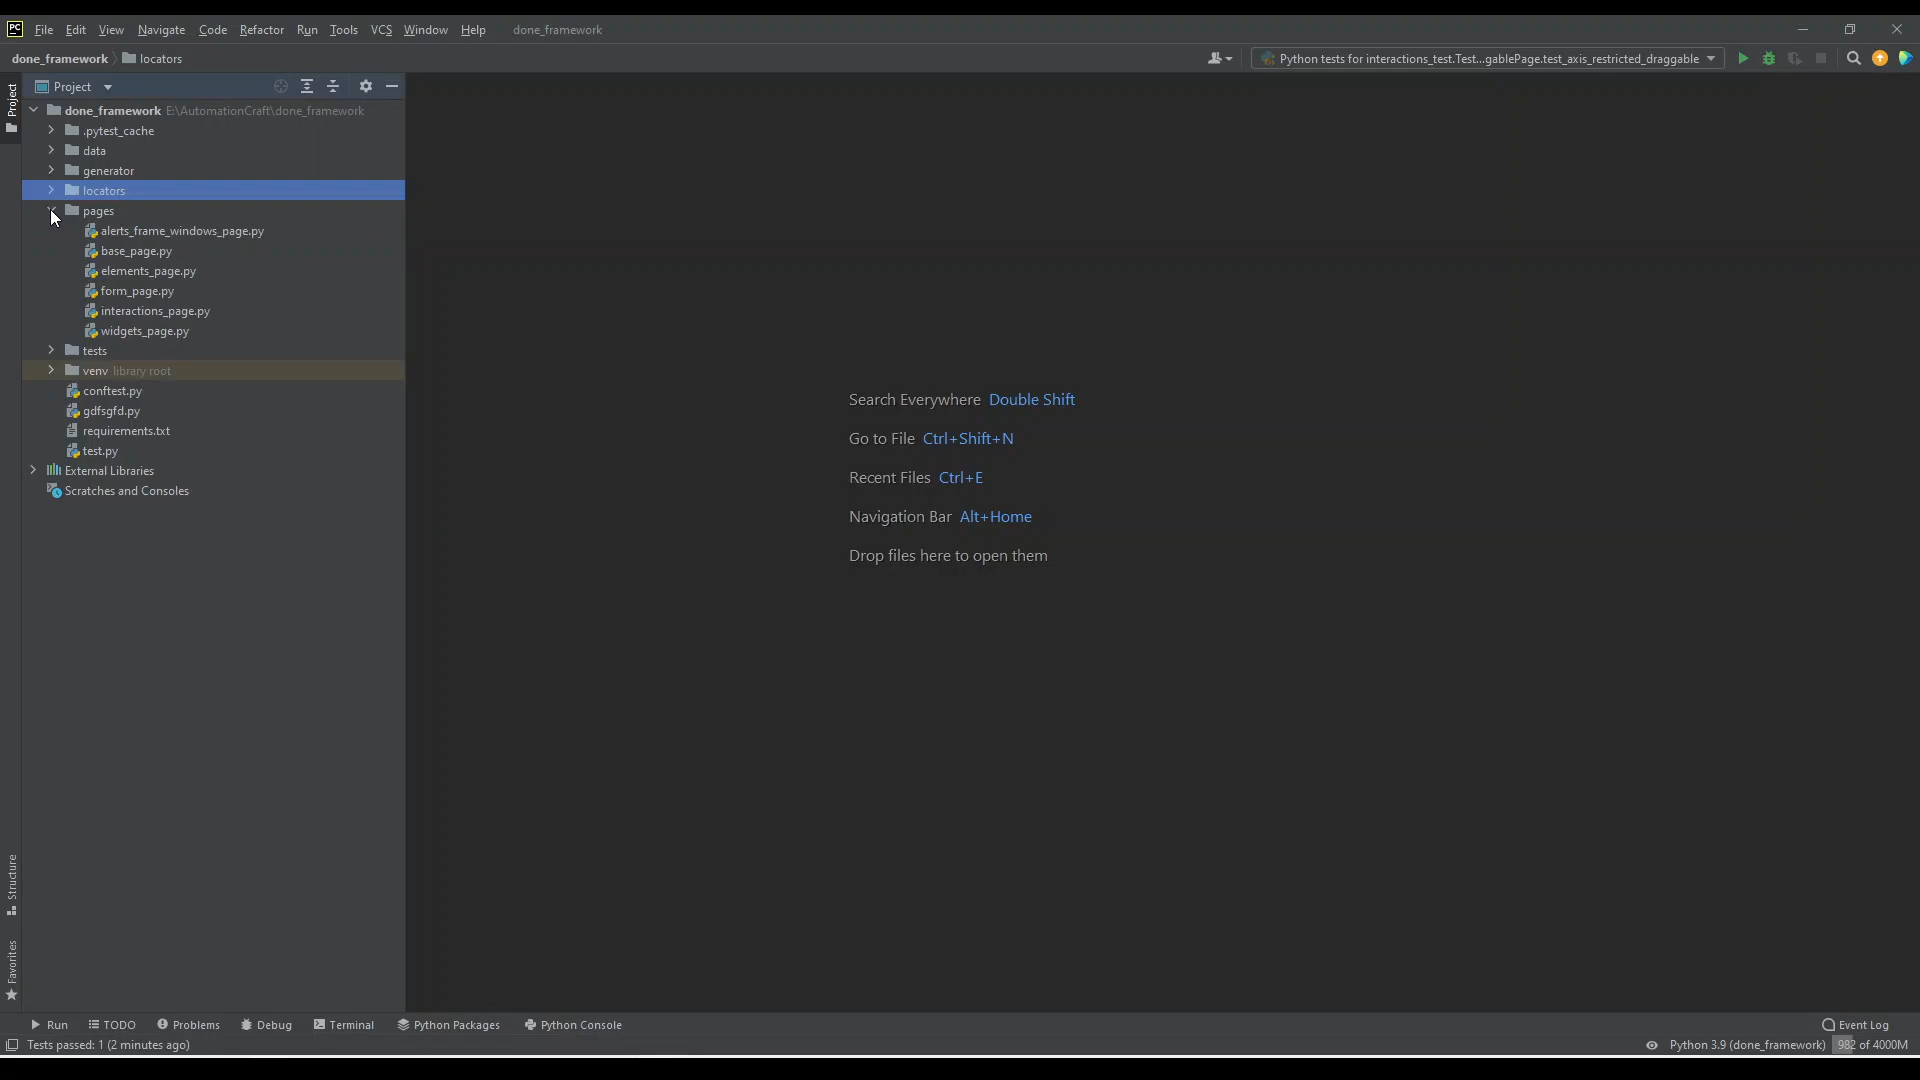 PC File Edit View Navigate Code Refactor Run Tools VCS Window Help done_framework
done_framework locators Python tests for interactions_test.Test...gablePage.test_axis_restricted_draggable
Project
Project
done_framework E:\AutomationCraft\done_framework
.pytest_cache
data
generator
locators
pages
alerts_frame_windows_page.py
base_page.py
elements_page.py
form_page.py
interactions_page.py
widgets_page.py
tests
venv library root
conftest.py
gdfsgfd.py
requirements.txt
test.py
External Libraries
Scratches and Consoles
Search Everywhere Double Shift
Go to File Ctrl+Shift+N
Recent Files Ctrl+E
Navigation Bar Alt+Home
Drop files here to open them
Structure
Favorites
Run TODO Problems Debug Terminal Python Packages Python Console Event Log
Tests passed: 1 (2 minutes ago) Python 3.9 (done_framework) 982 of 4000M